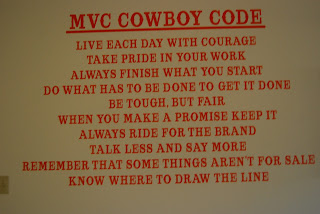 MVC COWBOY CODE
LIVE EACH DAY WITH COURAGE
TAKE PRIDE IN YOUR WORK
ALWAYS FINISH WHAT YOU START
DO WHAT HAS TO BE DONE TO GET IT DONE
BE TOUGH, BUT FAIR
WHEN YOU MAKE A PROMISE KEEP IT
ALWAYS RIDE FOR THE BRAND
TALK LESS AND SAY MORE
REMEMBER THAT SOME THINGS AREN'T FOR SALE
KNOW WHERE TO DRAW THE LINE